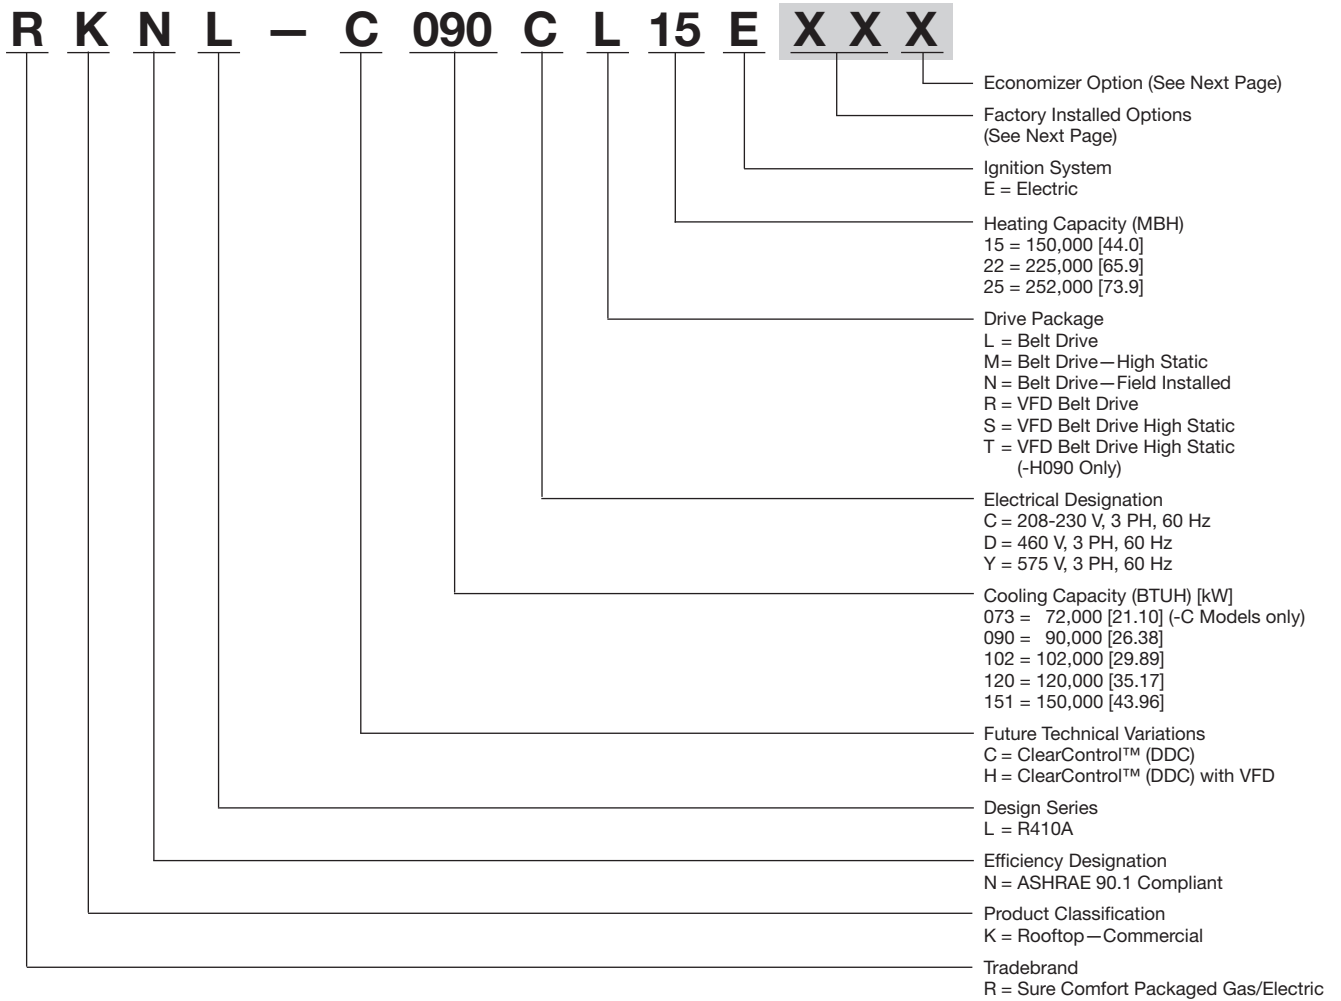 R K N L — C 090 C L 15 E X X X
Economizer Option (See Next Page)
Factory Installed Options
(See Next Page)
Ignition System
E = Electric
Heating Capacity (MBH)
15 = 150,000 [44.0]
22 = 225,000 [65.9]
25 = 252,000 [73.9]
Drive Package
L = Belt Drive
M= Belt Drive—High Static
N = Belt Drive—Field Installed
R = VFD Belt Drive
S = VFD Belt Drive High Static
T = VFD Belt Drive High Static
(-H090 Only)
Electrical Designation
C = 208-230 V, 3 PH, 60 Hz
D = 460 V, 3 PH, 60 Hz
Y = 575 V, 3 PH, 60 Hz
Cooling Capacity (BTUH) [kW]
073 = 72,000 [21.10] (-C Models only)
090 = 90,000 [26.38]
102 = 102,000 [29.89]
120 = 120,000 [35.17]
151 = 150,000 [43.96]
Future Technical Variations
C = ClearControl™ (DDC)
H = ClearControl™ (DDC) with VFD
Design Series
L = R410A
Efficiency Designation
N = ASHRAE 90.1 Compliant
Product Classification
K = Rooftop—Commercial
Tradebrand
R = Sure Comfort Packaged Gas/Electric